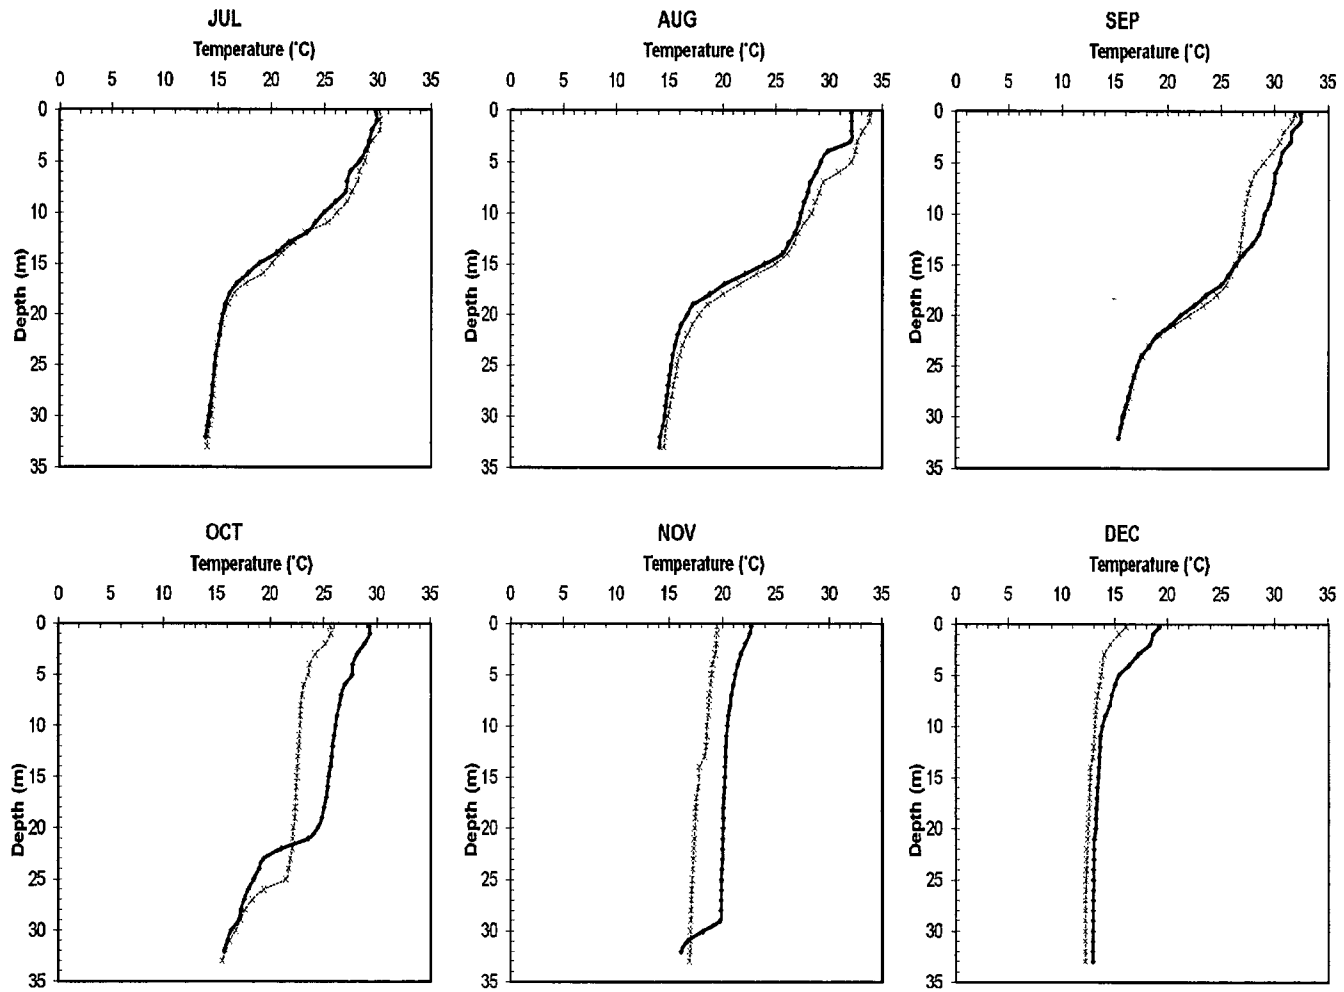 JUL AUG SEP
Temperature (°C) Temperature (°C) Temperature (°C)
0 5 10 15 20 25 30 35 0 5 10 15 20 25 30 35 0 5 10 15 20 25 30 35
0 0 0
5 5 5
10 10 10
15 15 15
20 20 20
25 25 25
30 30 30
35 35 35
Depth (m) Depth (m) Depth (m)
OCT NOV DEC
Temperature (°C) Temperature (°C) Temperature (°C)
0 5 10 15 20 25 30 35 0 5 10 15 20 25 30 35 0 5 10 15 20 25 30 35
0 0 0
5 5 5
10 10 10
15 15 15
20 20 20
25 25 25
30 30 30
35 35 35
Depth (m) Depth (m) Depth (m)